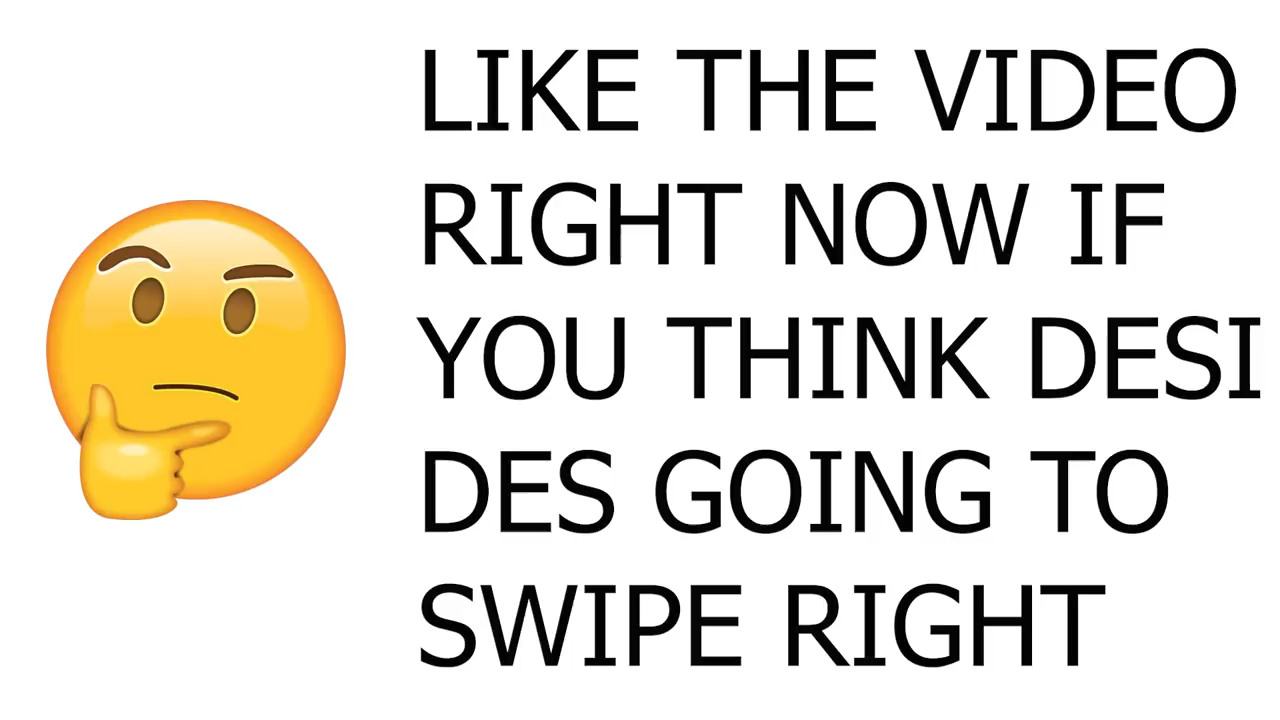 LIKE THE VIDEO
RIGHT NOW IF
YOU THINK DESI
DES GOING TO
SWIPE RIGHT